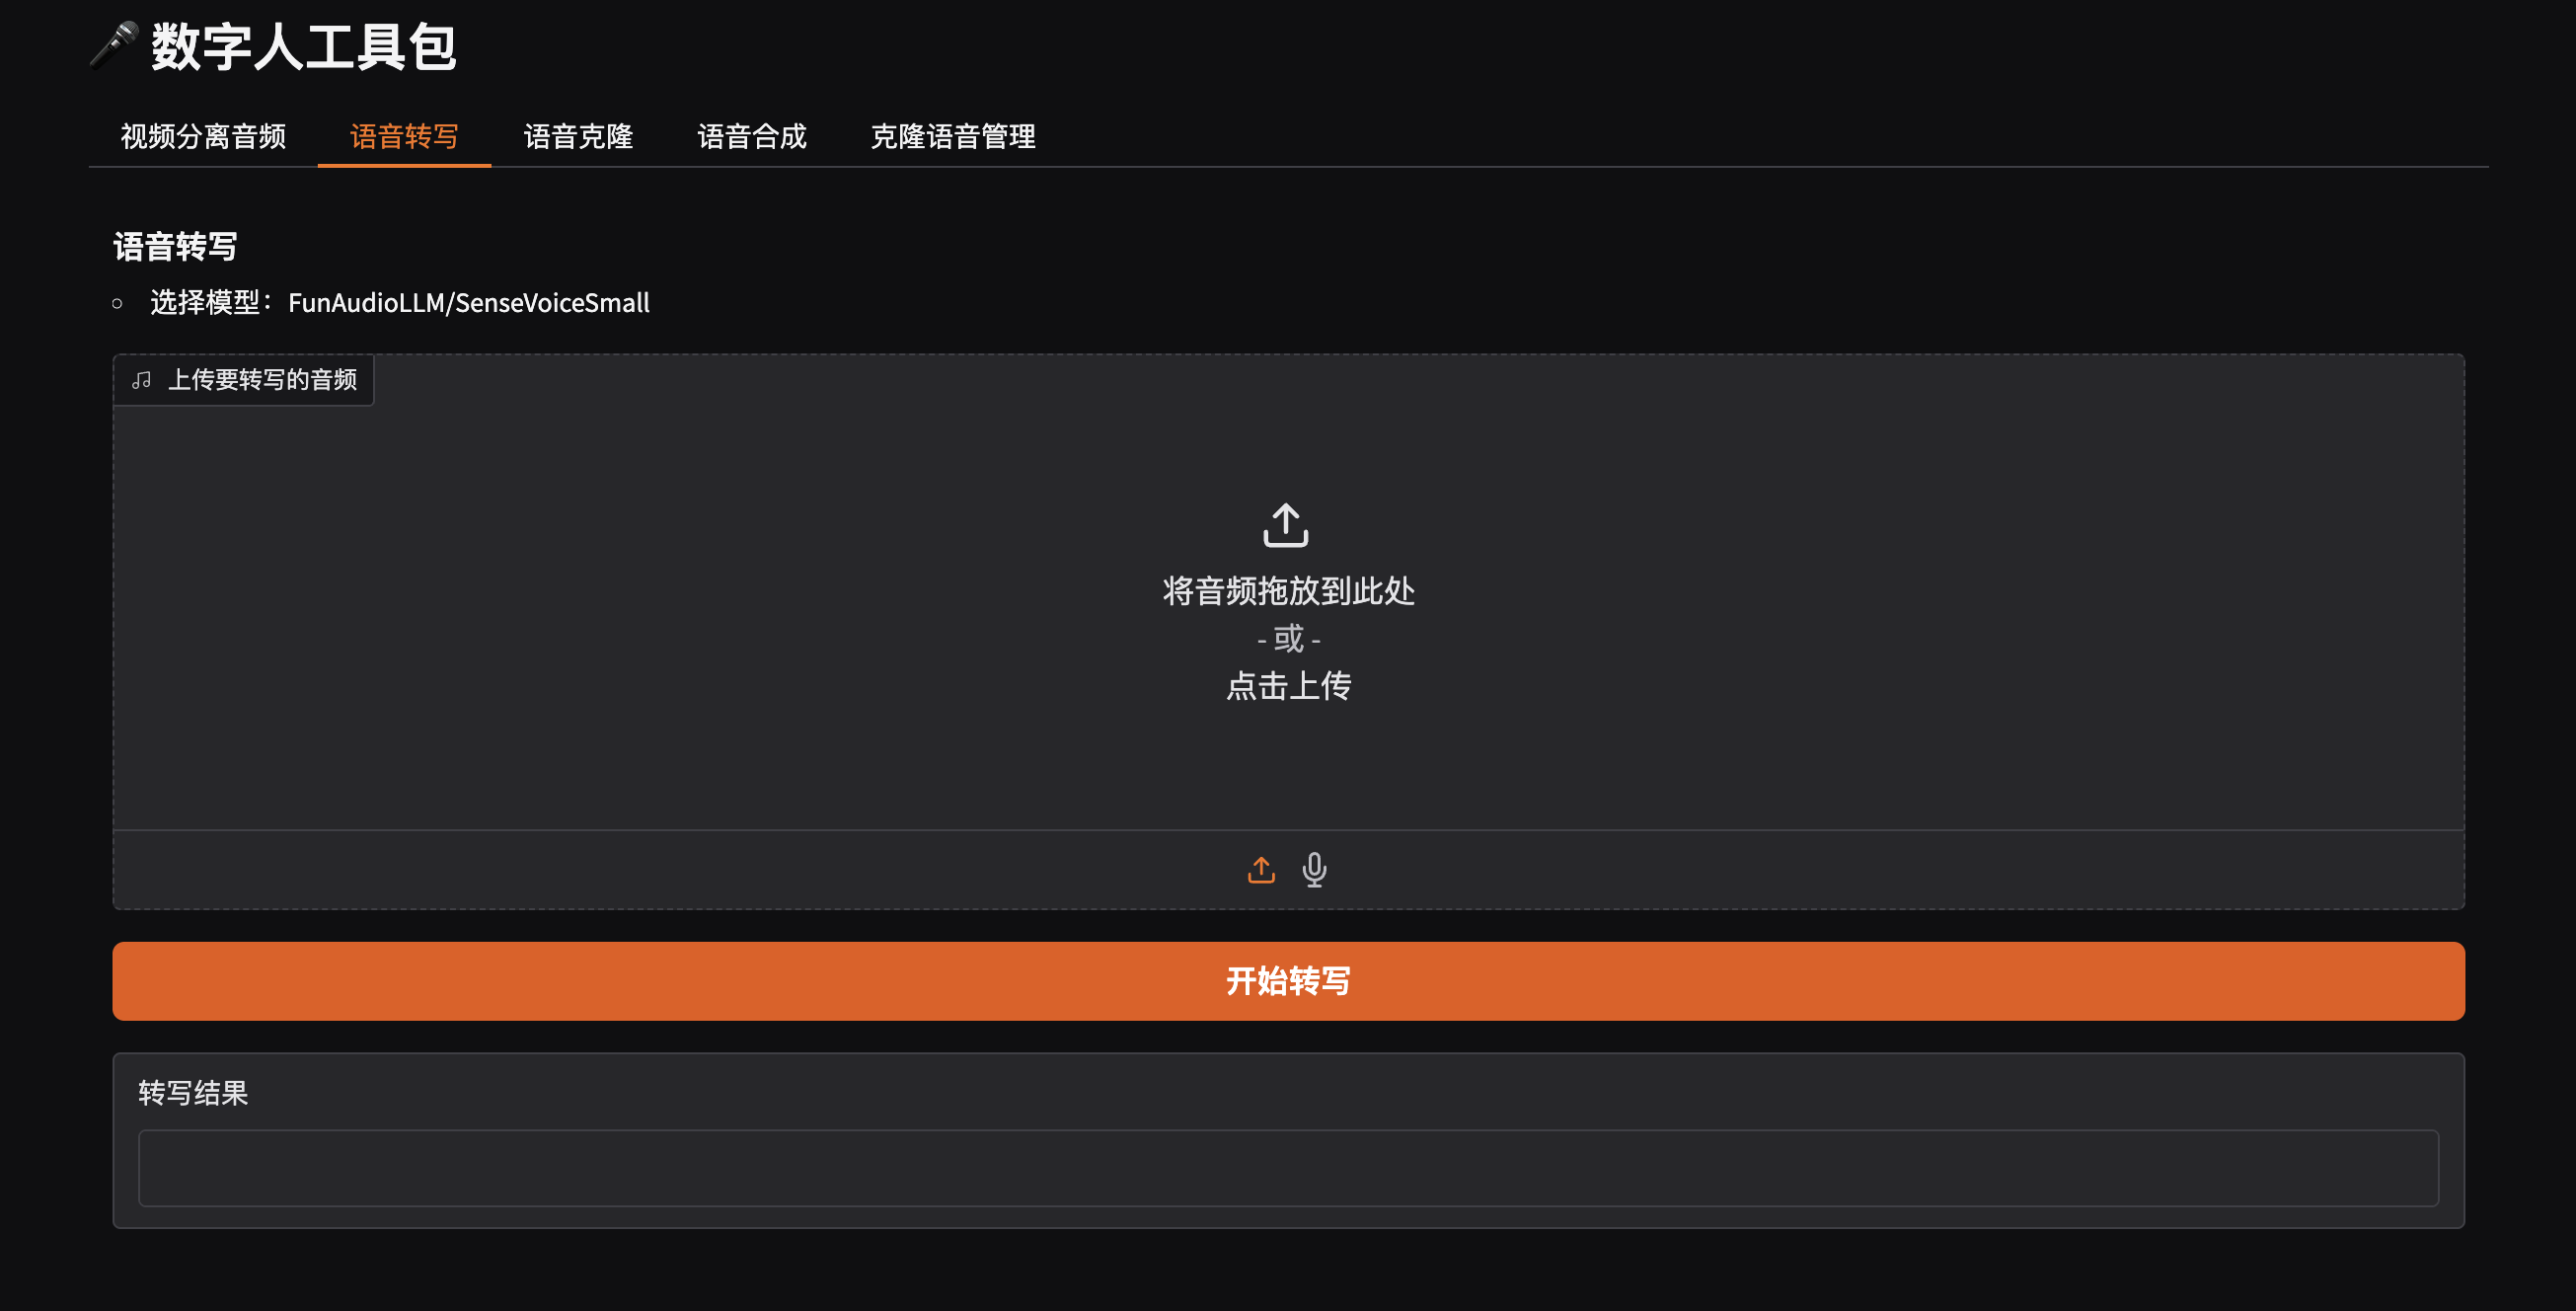 🎤 数字人工具包
视频分离音频 语音转写 语音克隆 语音合成 克隆语音管理
语音转写
选择模型：FunAudioLLM/SenseVoiceSmall
上传要转写的音频
将音频拖放到此处
- 或 -
点击上传
开始转写
转写结果